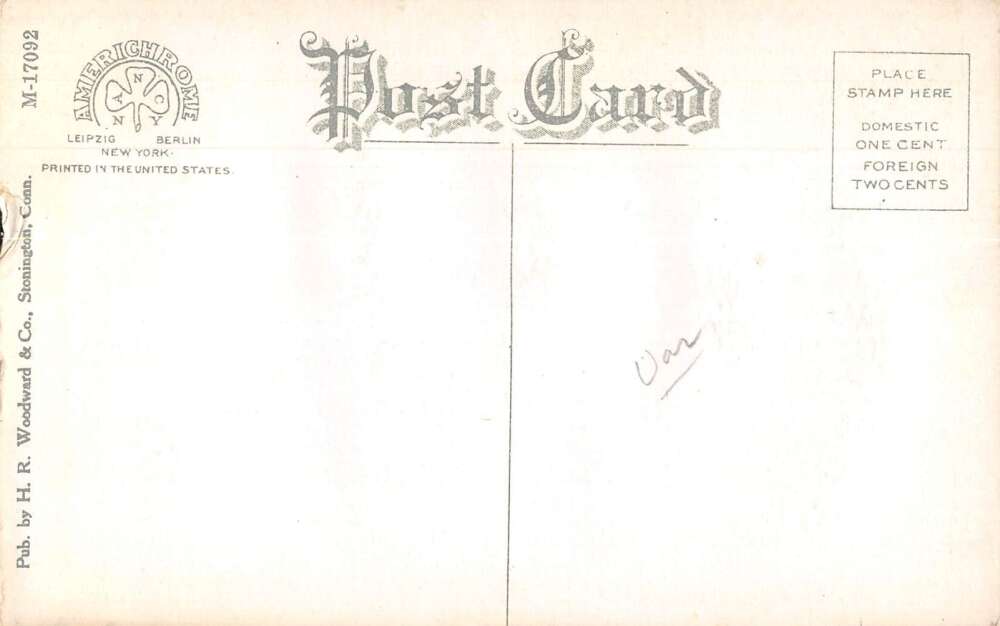 M-17092
AMERICHROME
A N C
N Y
LEIPZIG BERLIN
NEW YORK.
PRINTED IN THE UNITED STATES.
Post Card
PLACE
STAMP HERE
DOMESTIC
ONE CENT
FOREIGN
TWO CENTS
Pub. by H. R. Woodward & Co., Stonington, Conn.